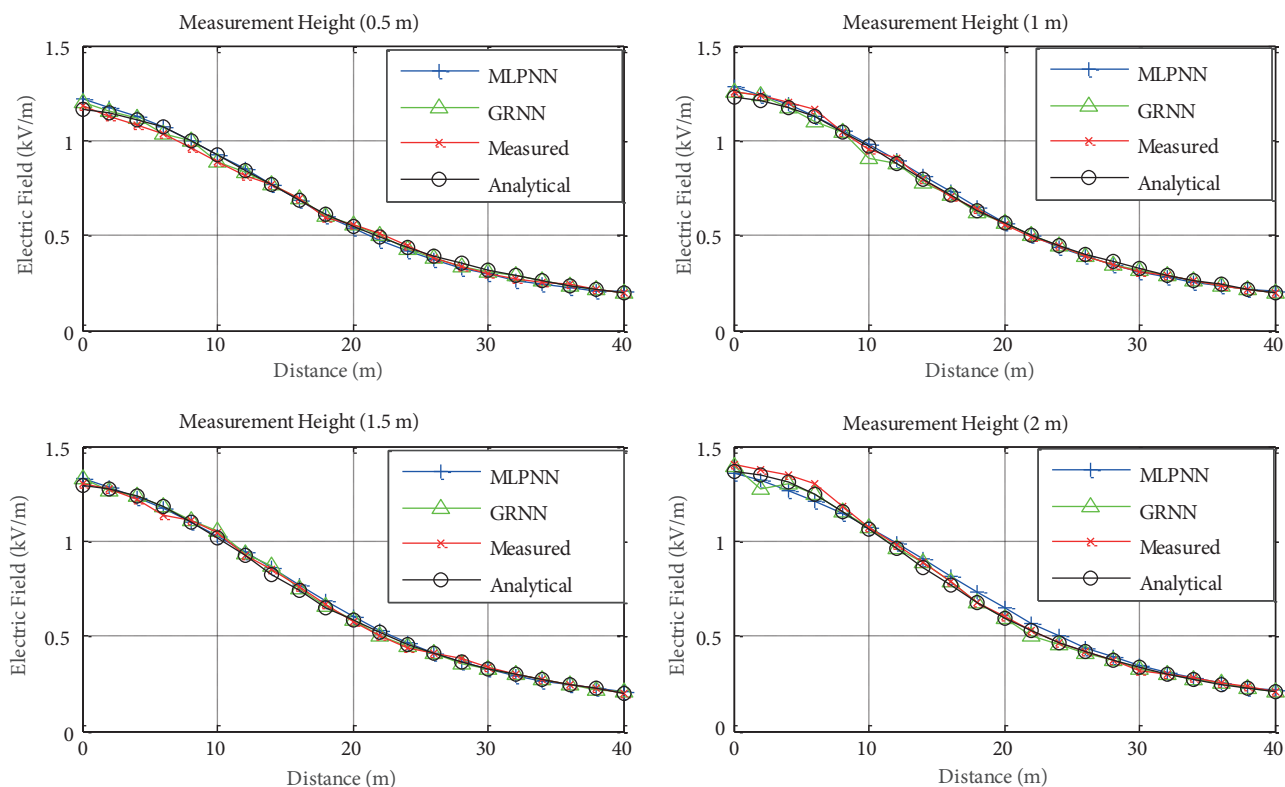 Measurement Height (0.5 m)
Electric Field (kV/m)
1.5
1
0.5
0
MLPNN
GRNN
Measured
Analytical
0 10 20 30 40
Distance (m)
Measurement Height (1 m)
Electric Field (kV/m)
1.5
1
0.5
0
MLPNN
GRNN
Measured
Analytical
0 10 20 30 40
Distance (m)
Measurement Height (1.5 m)
Electric Field (kV/m)
1.5
1
0.5
0
MLPNN
GRNN
Measured
Analytical
0 10 20 30 40
Distance (m)
Measurement Height (2 m)
Electric Field (kV/m)
1.5
1
0.5
0
MLPNN
GRNN
Measured
Analytical
0 10 20 30 40
Distance (m)